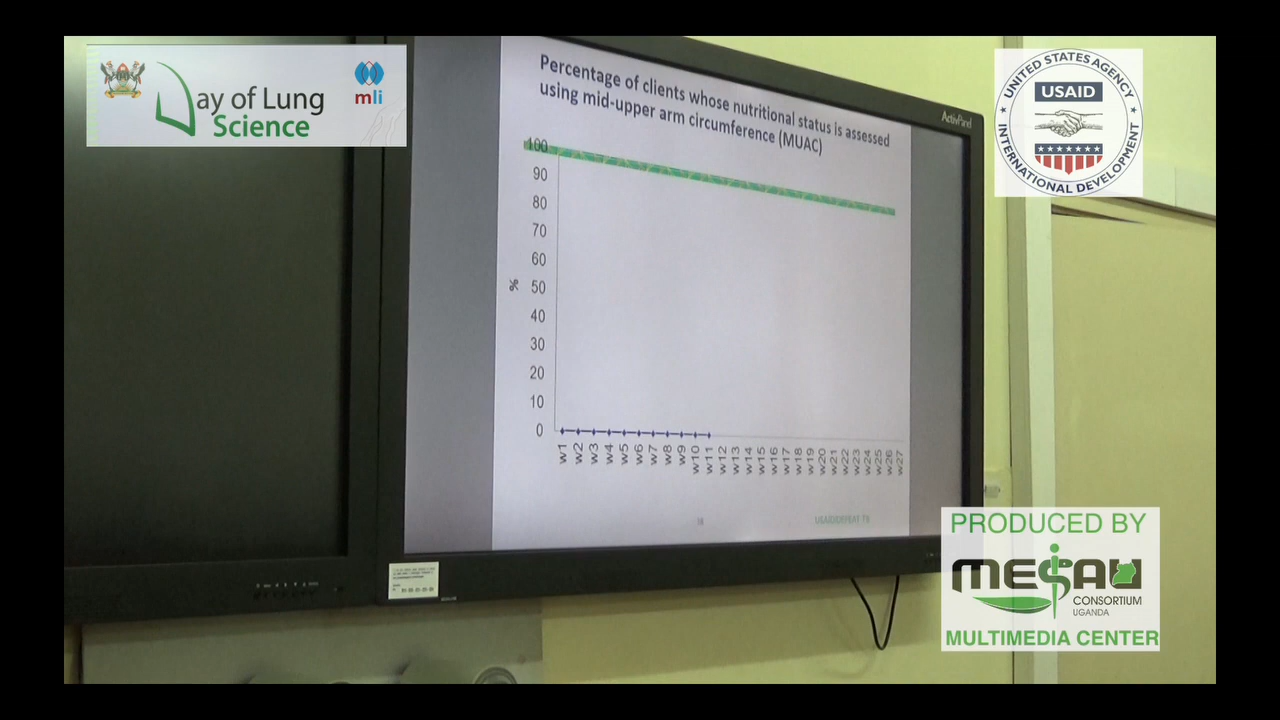 Day of Lung
Science
mli
Percentage of clients whose nutritional status is assessed
using mid-upper arm circumference (MUAC)
ActivPanel
UNITED STATES AGENCY
USAID
INTERNATIONAL DEVELOPMENT
100
90
80
70
60
50
40
30
20
10
0
%
w1 w2 w3 w4 w5 w6 w7 w8 w9 w10 w11 w12 w13 w14 w15 w16 w17 w18 w19 w20 w21 w22 w23 w24 w25 w26 w27
USAID/DEFEAT TB
PRODUCED BY
MESAU
CONSORTIUM
UGANDA
MULTIMEDIA CENTER